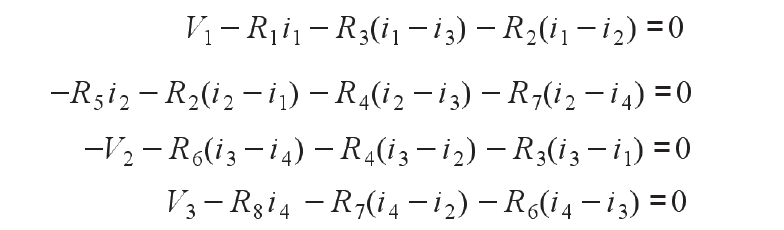 V₁ − R₁i₁ − R₃(i₁ − i₃) − R₂(i₁ − i₂) = 0
−R₅i₂ − R₂(i₂ − i₁) − R₄(i₂ − i₃) − R₇(i₂ − i₄) = 0
−V₂ − R₆(i₃ − i₄) − R₄(i₃ − i₂) − R₃(i₃ − i₁) = 0
V₃ − R₈i₄ − R₇(i₄ − i₂) − R₆(i₄ − i₃) = 0